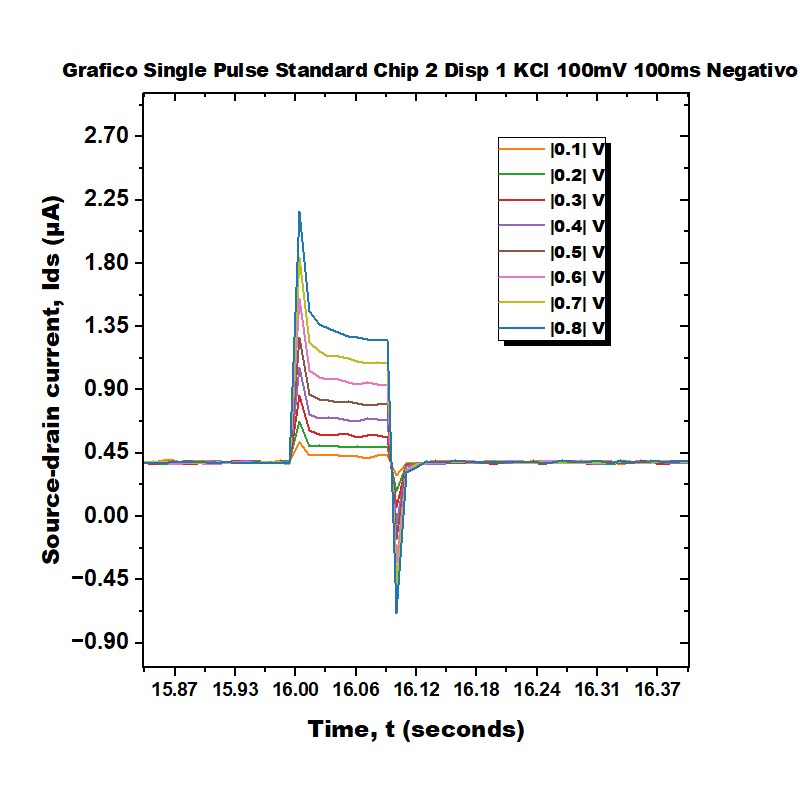 Grafico Single Pulse Standard Chip 2 Disp 1 KCl 100mV 100ms Negativo
2.70
2.25
1.80
1.35
0.90
0.45
0.00
−0.45
−0.90
Source-drain current, Ids (µA)
|0.1| V
|0.2| V
|0.3| V
|0.4| V
|0.5| V
|0.6| V
|0.7| V
|0.8| V
15.87 15.93 16.00 16.06 16.12 16.18 16.24 16.31 16.37
Time, t (seconds)